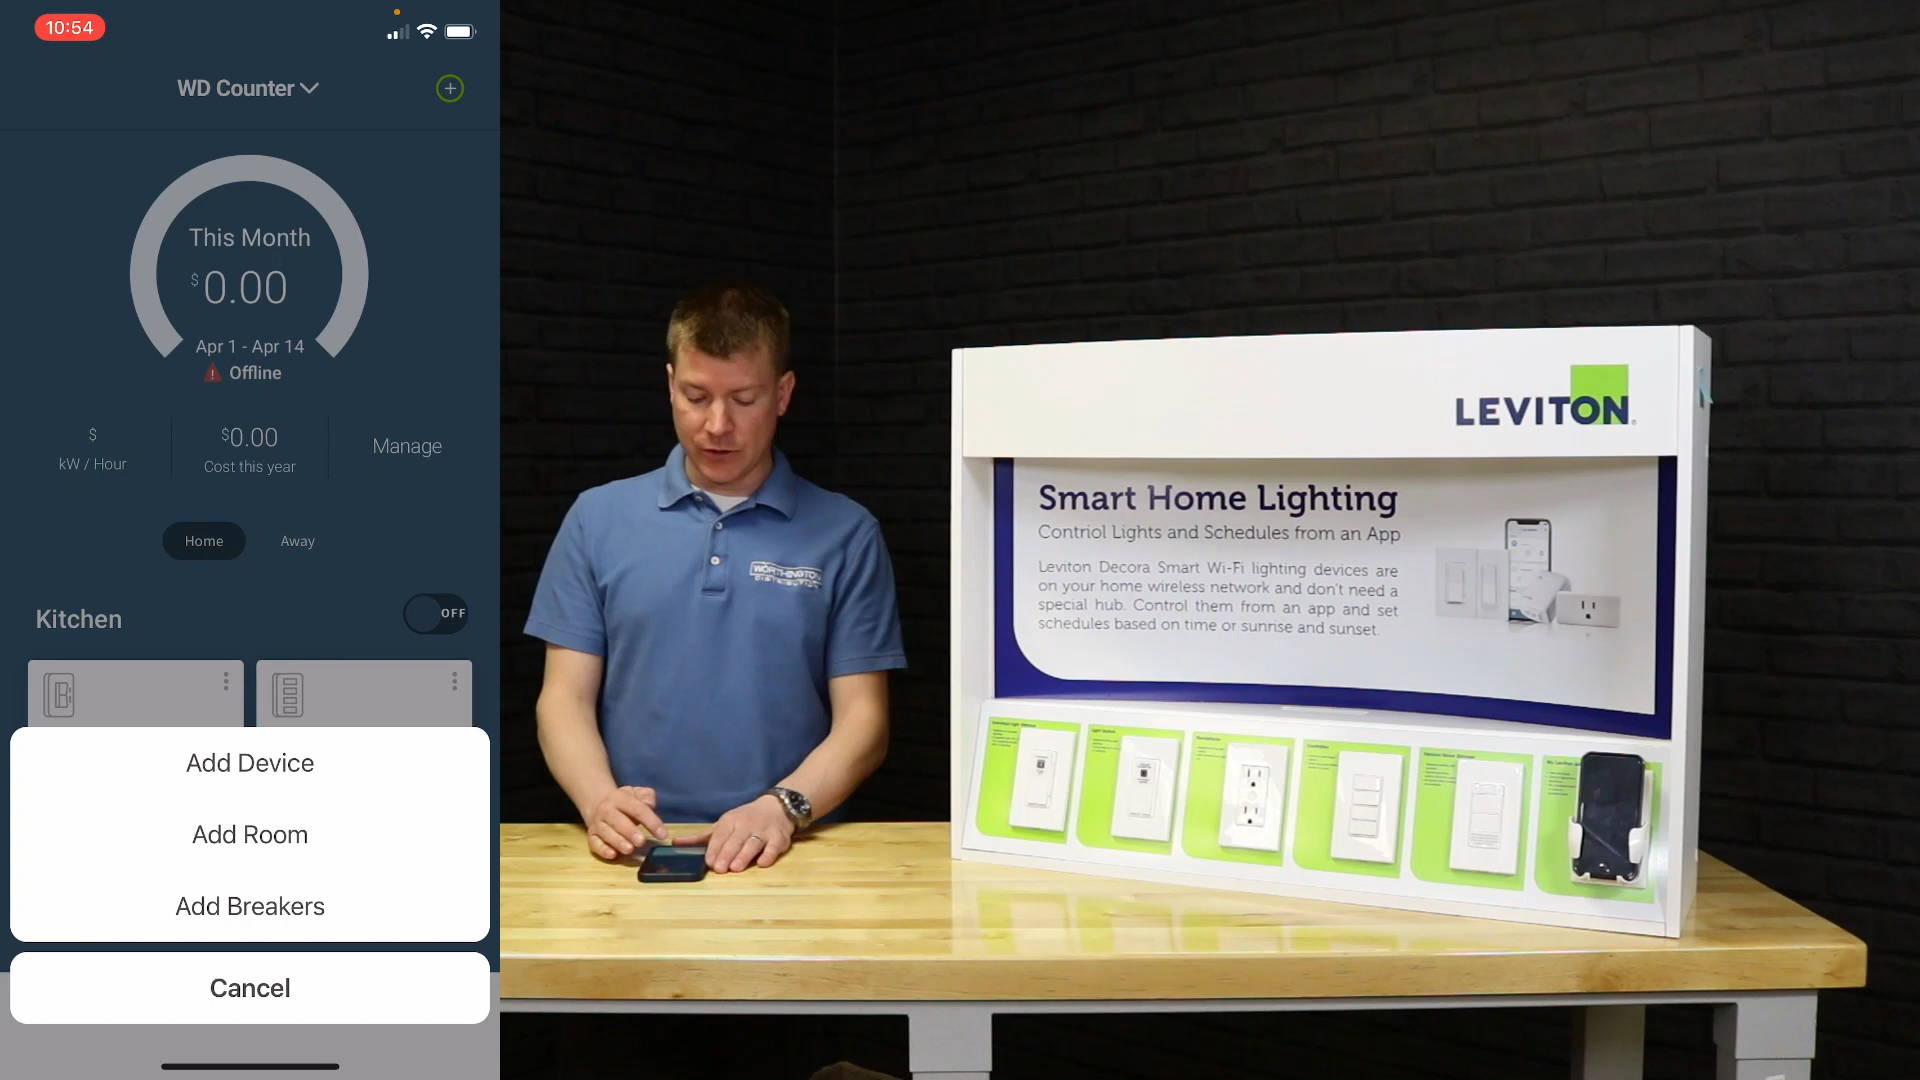 10:54
WD Counter
This Month
$0.00
Apr 1 - Apr 14
Offline
$
kW / Hour
$0.00
Cost this year
Manage
Home
Away
Kitchen
OFF
Add Device
Add Room
Add Breakers
Cancel
WORTHINGTON
DISTRIBUTION
LEVITON
Smart Home Lighting
Contriol Lights and Schedules from an App
Leviton Decora Smart Wi-Fi lighting devices are
on your home wireless network and don't need a
special hub. Control them from an app and set
schedules based on time or sunrise and sunset.